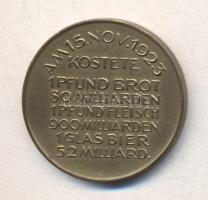 AM 15. NOV. 1923
KOSTETE
1 PFUND BROT
80 MILLIARDEN
1 PFUND FLEISCH
900 MILLIARDEN
1 GLAS BIER
52 MILLIARD.